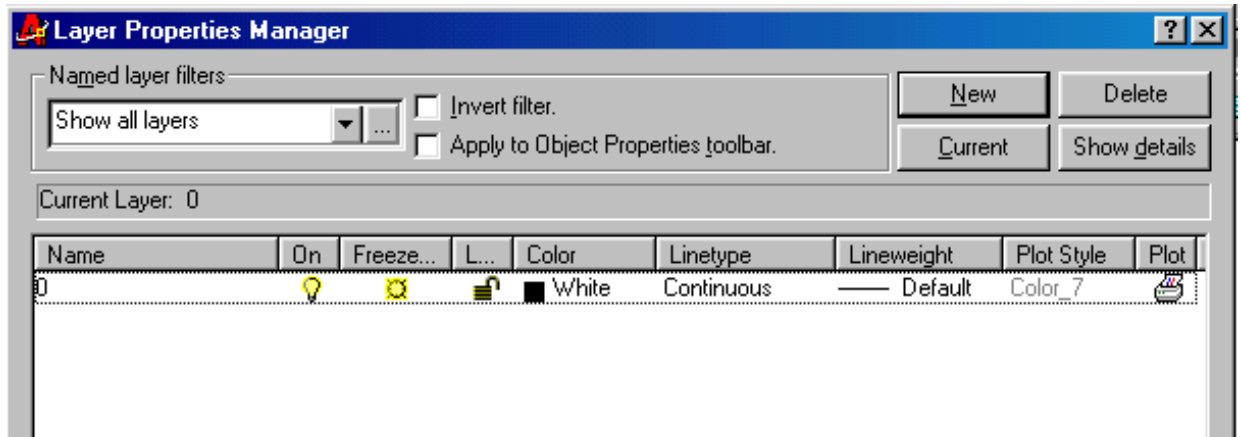 Layer Properties Manager ? X
Named layer filters
Show all layers ... Invert filter. New Delete
Apply to Object Properties toolbar. Current Show details
Current Layer: 0
Name On Freeze... L... Color Linetype Lineweight Plot Style Plot
0 White Continuous Default Color_7